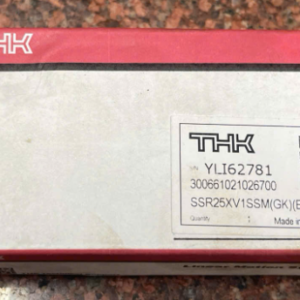 THK
THK
YLI62781
300661021026700
SSR25XV1SSM(GK)(
Quantity
Made in